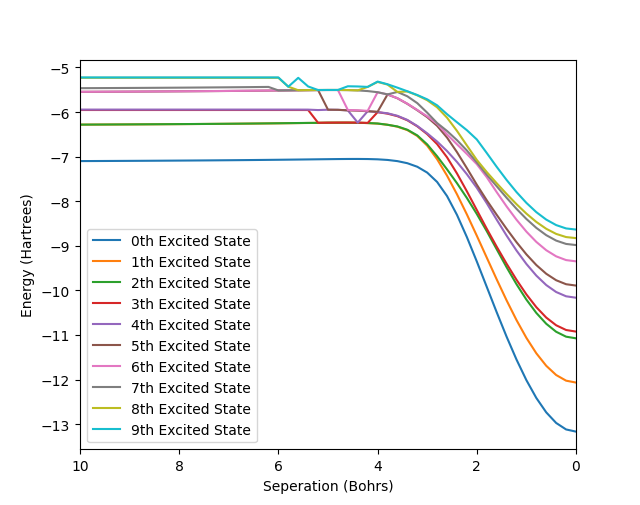 −5
−6
−7
−8
−9
−10
−11
−12
−13
Energy (Hartrees)
0th Excited State
1th Excited State
2th Excited State
3th Excited State
4th Excited State
5th Excited State
6th Excited State
7th Excited State
8th Excited State
9th Excited State
10 8 6 4 2 0
Seperation (Bohrs)